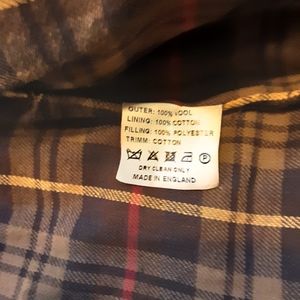 OUTER: 100% WOOL
LINING: 100% COTTON
FILLING: 100% POLYESTER
TRIMM: COTTON
DRY CLEAN ONLY
MADE IN ENGLAND